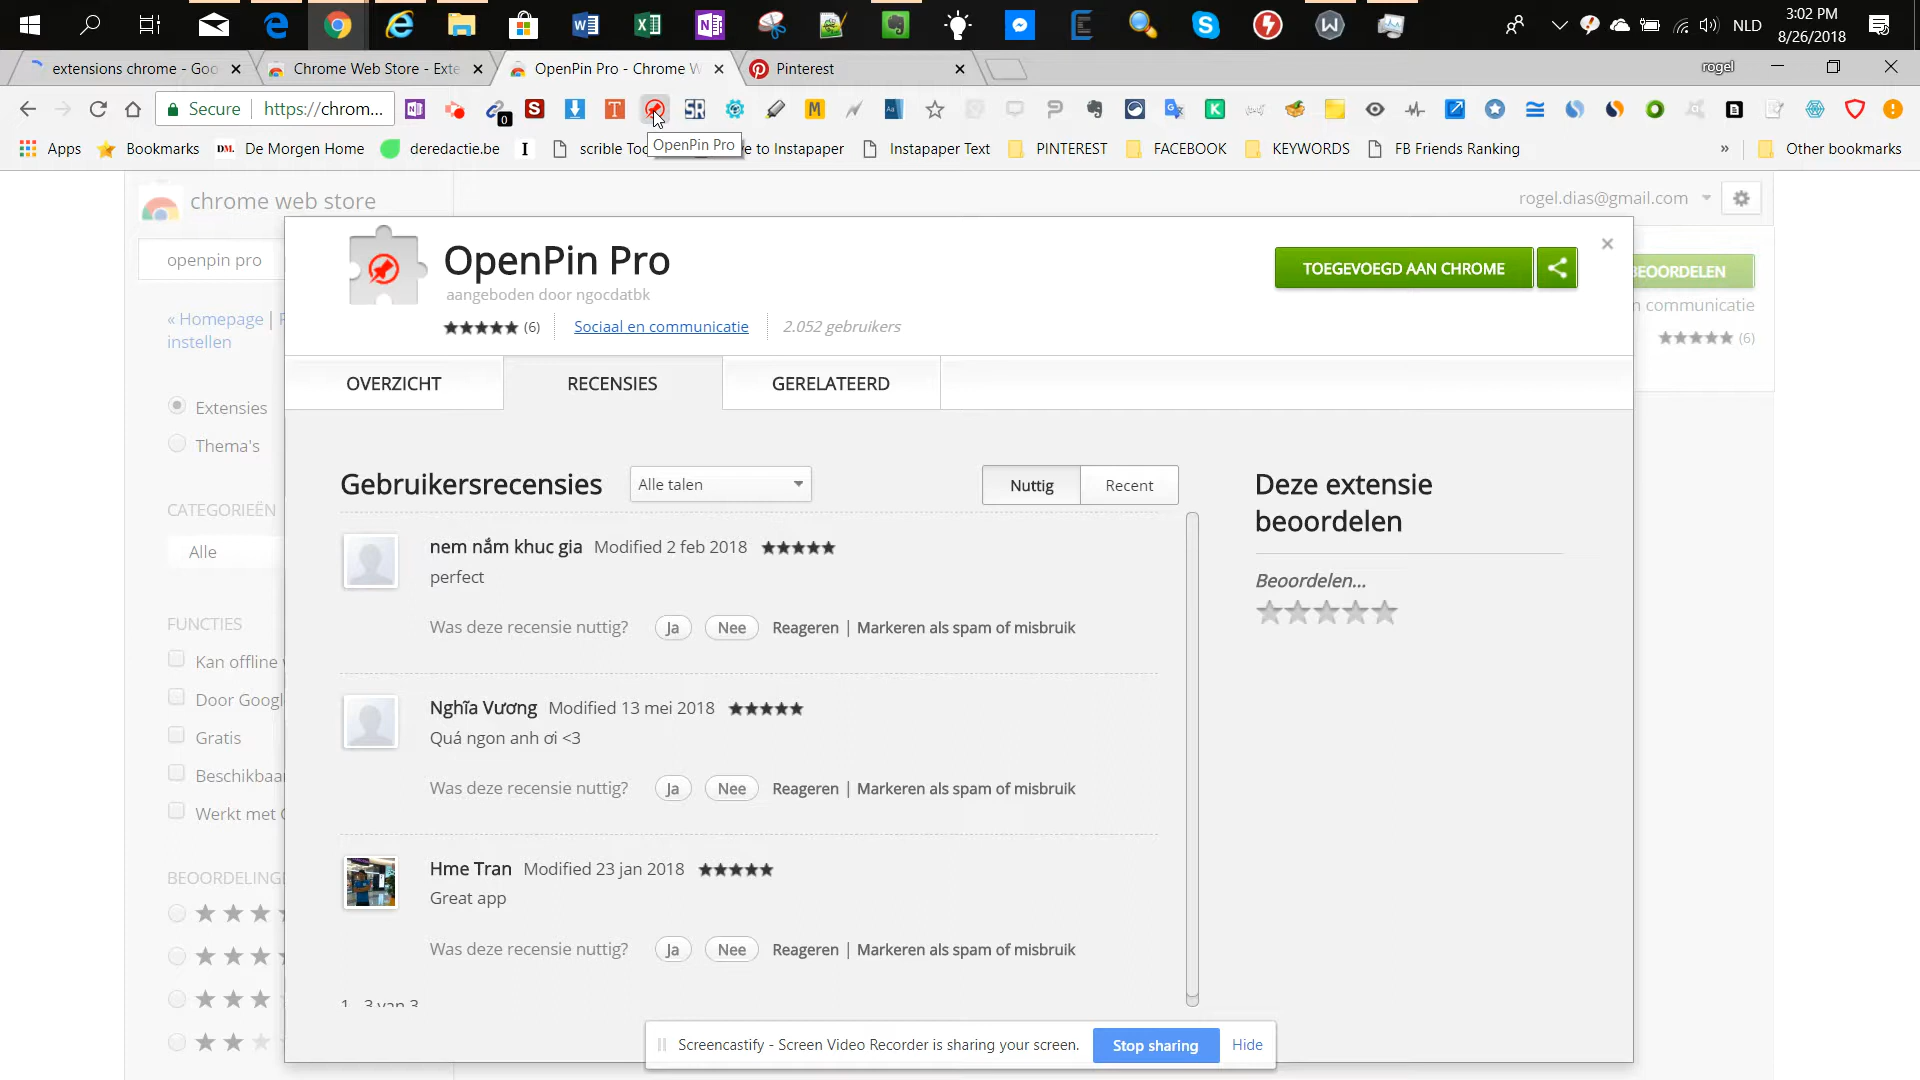 NLD
3:02 PM
8/26/2018
extensions chrome - Goo
Chrome Web Store - Exte
OpenPin Pro - Chrome W
Pinterest
rogel
Secure
https://chrom...
0
S
T
SR
M
K
Apps
Bookmarks
DM. De Morgen Home
deredactie.be
I
scrible Too
OpenPin Pro
e to Instapaper
Instapaper Text
PINTEREST
FACEBOOK
KEYWORDS
FB Friends Ranking
»
Other bookmarks
chrome web store
rogel.dias@gmail.com
openpin pro
« Homepage |
instellen
Extensies
Thema's
CATEGORIEËN
Alle
FUNCTIES
Kan offline
Door Googl
Gratis
Beschikbaa
Werkt met
BEOORDELING
OpenPin Pro
aangeboden door ngocdatbk
(6)
Sociaal en communicatie
2.052 gebruikers
TOEGEVOEGD AAN CHROME
BEOORDELEN
n communicatie
(6)
OVERZICHT
RECENSIES
GERELATEERD
Gebruikersrecensies
Alle talen
Nuttig
Recent
nem nắm khuc gia Modified 2 feb 2018
perfect
Was deze recensie nuttig? Ja Nee Reageren | Markeren als spam of misbruik
Nghĩa Vương Modified 13 mei 2018
Quá ngon anh ơi <3
Was deze recensie nuttig? Ja Nee Reageren | Markeren als spam of misbruik
Hme Tran Modified 23 jan 2018
Great app
Was deze recensie nuttig? Ja Nee Reageren | Markeren als spam of misbruik
1 - 3 van 3
Deze extensie
beoordelen
Beoordelen...
Screencastify - Screen Video Recorder is sharing your screen.
Stop sharing
Hide